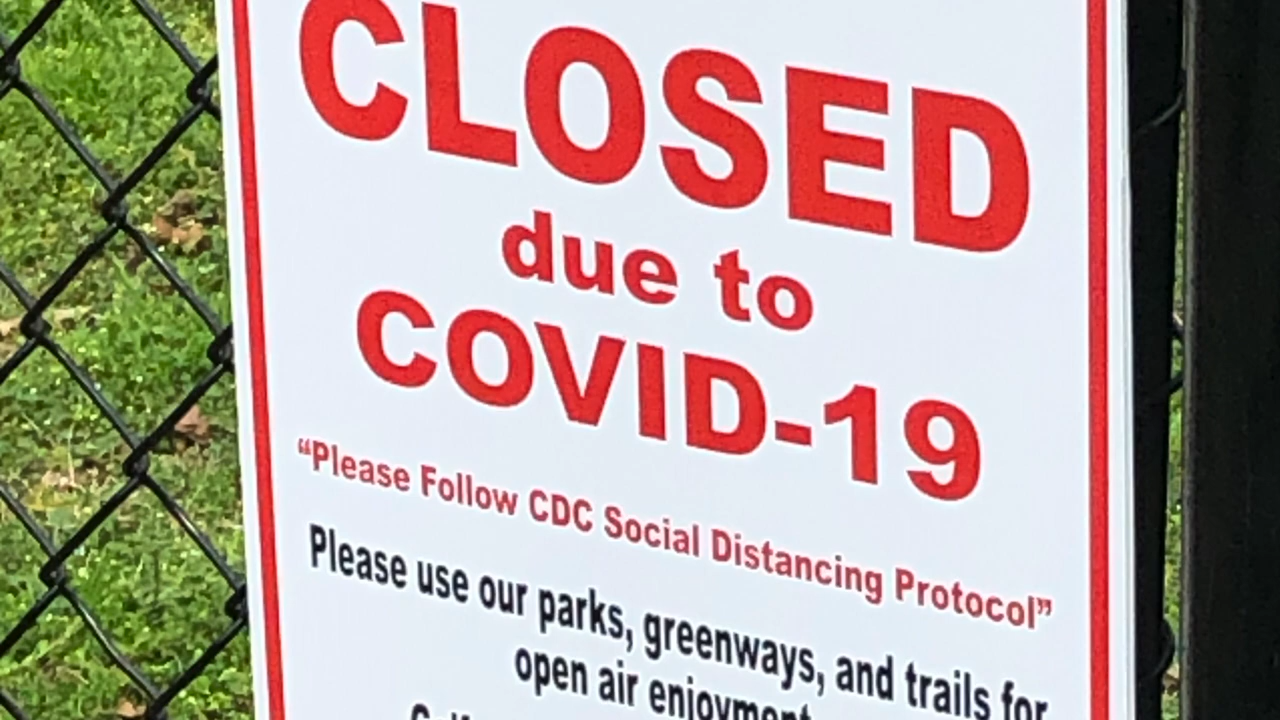 CLOSED
due to
COVID-19
“Please Follow CDC Social Distancing Protocol”
Please use our parks, greenways, and trails for
open air enjoyment